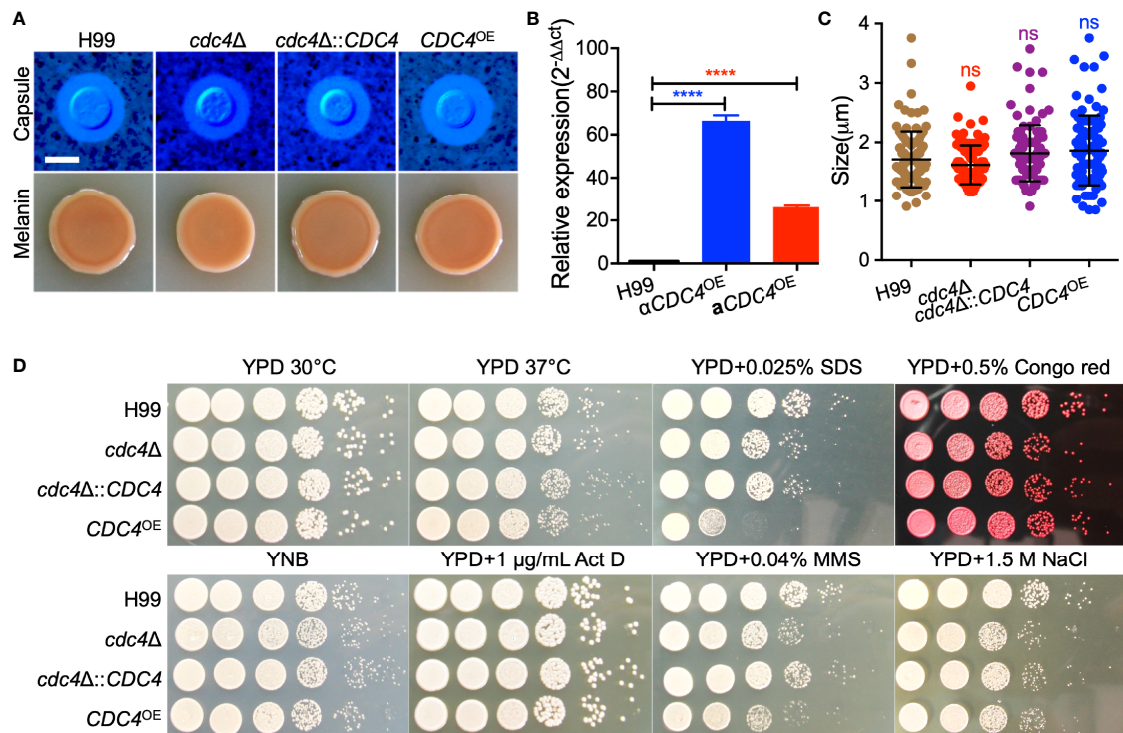 A
H99 cdc4Δ cdc4Δ::CDC4 CDC4OE
Capsule
Melanin
B
Relative expression(2-ΔΔct)
100
80
60
40
20
0
****
****
H99 αCDC4OE aCDC4OE
C
Size(μm)
4
3
2
1
0
ns
ns
ns
H99 cdc4Δ cdc4Δ::CDC4 CDC4OE
D
YPD 30°C YPD 37°C YPD+0.025% SDS YPD+0.5% Congo red
H99
cdc4Δ
cdc4Δ::CDC4
CDC4OE
YNB YPD+1 μg/mL Act D YPD+0.04% MMS YPD+1.5 M NaCl
H99
cdc4Δ
cdc4Δ::CDC4
CDC4OE